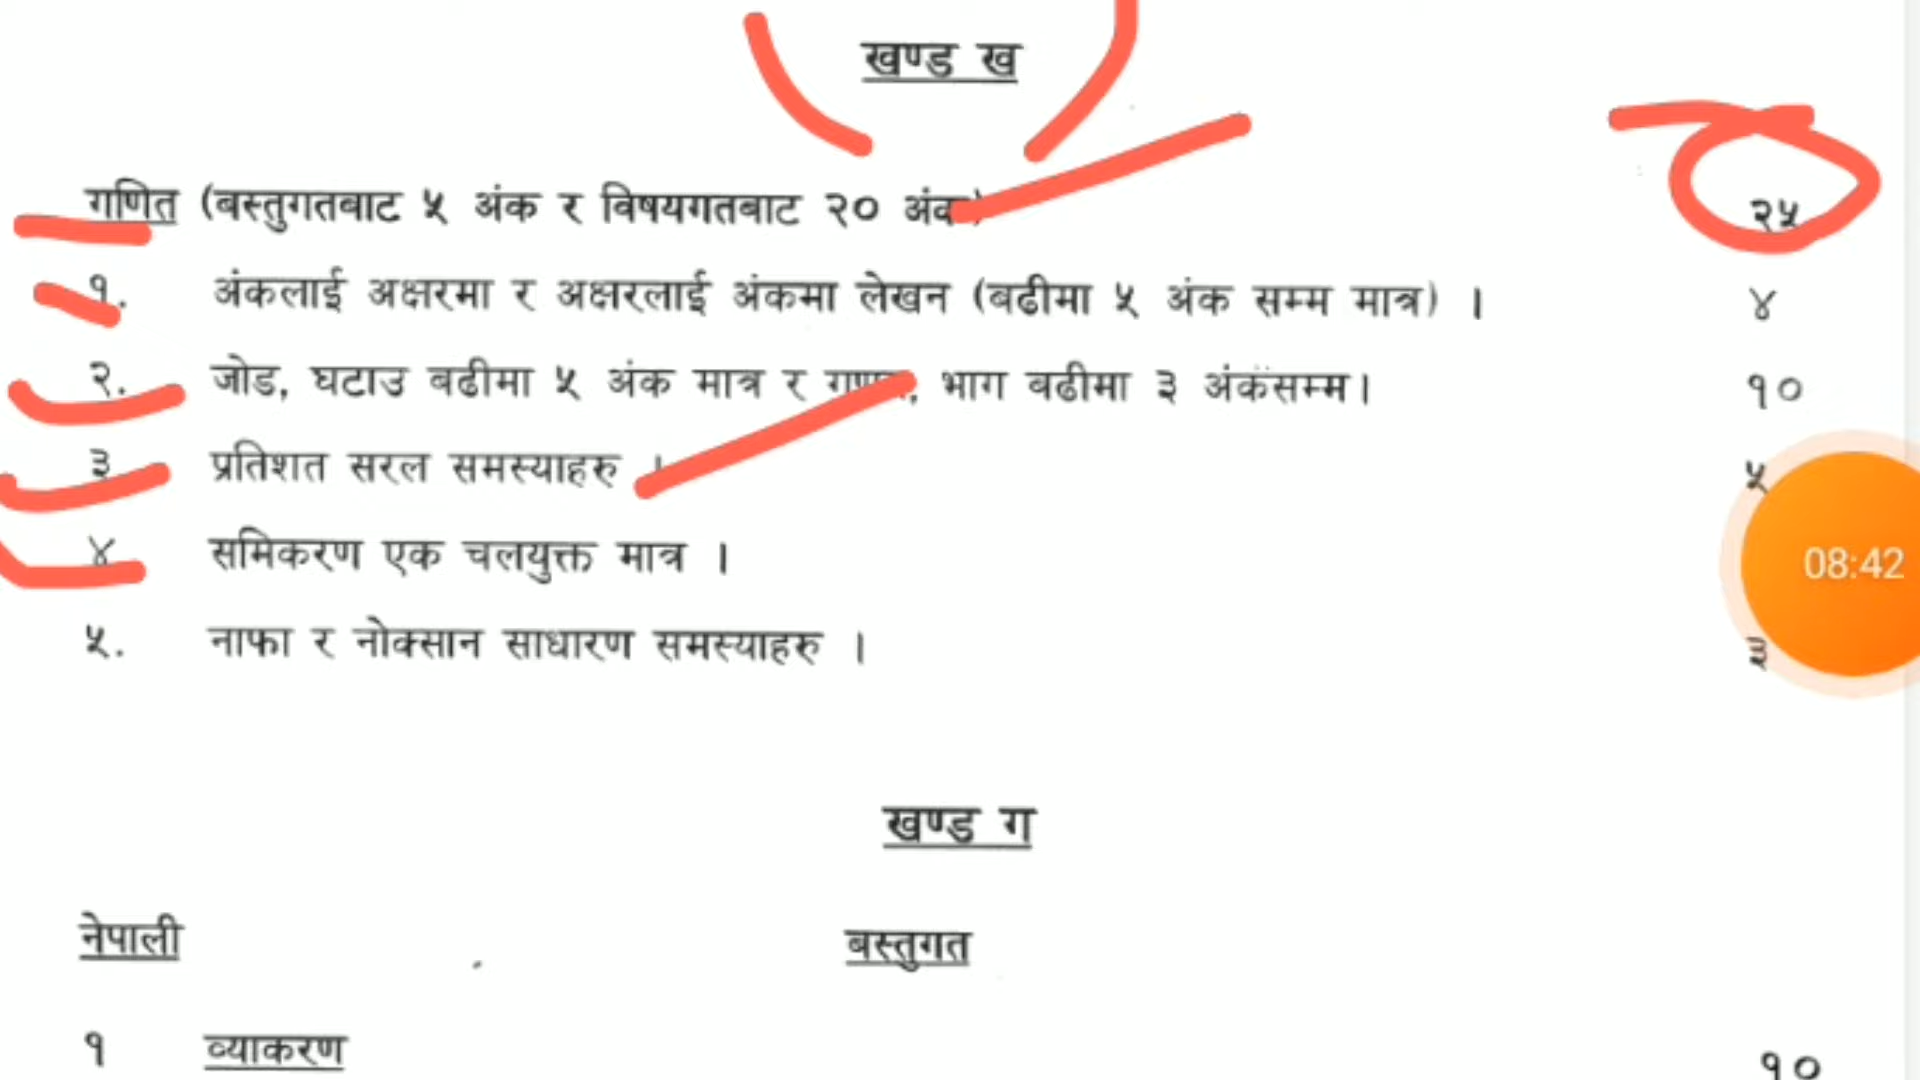 खण्ड ख
गणित (बस्तुगतबाट ५ अंक र विषयगतबाट २० अंक) २५
१. अंकलाई अक्षरमा र अक्षरलाई अंकमा लेखन (बढीमा ५ अंक सम्म मात्र) । ४
२. जोड, घटाउ बढीमा ५ अंक मात्र र गुणन, भाग बढीमा ३ अंकसम्म। १०
३ प्रतिशत सरल समस्याहरु । ५
४ समिकरण एक चलयुक्त मात्र ।
08:42
५. नाफा र नोक्सान साधारण समस्याहरु । ३
खण्ड ग
नेपाली बस्तुगत
१ व्याकरण १०